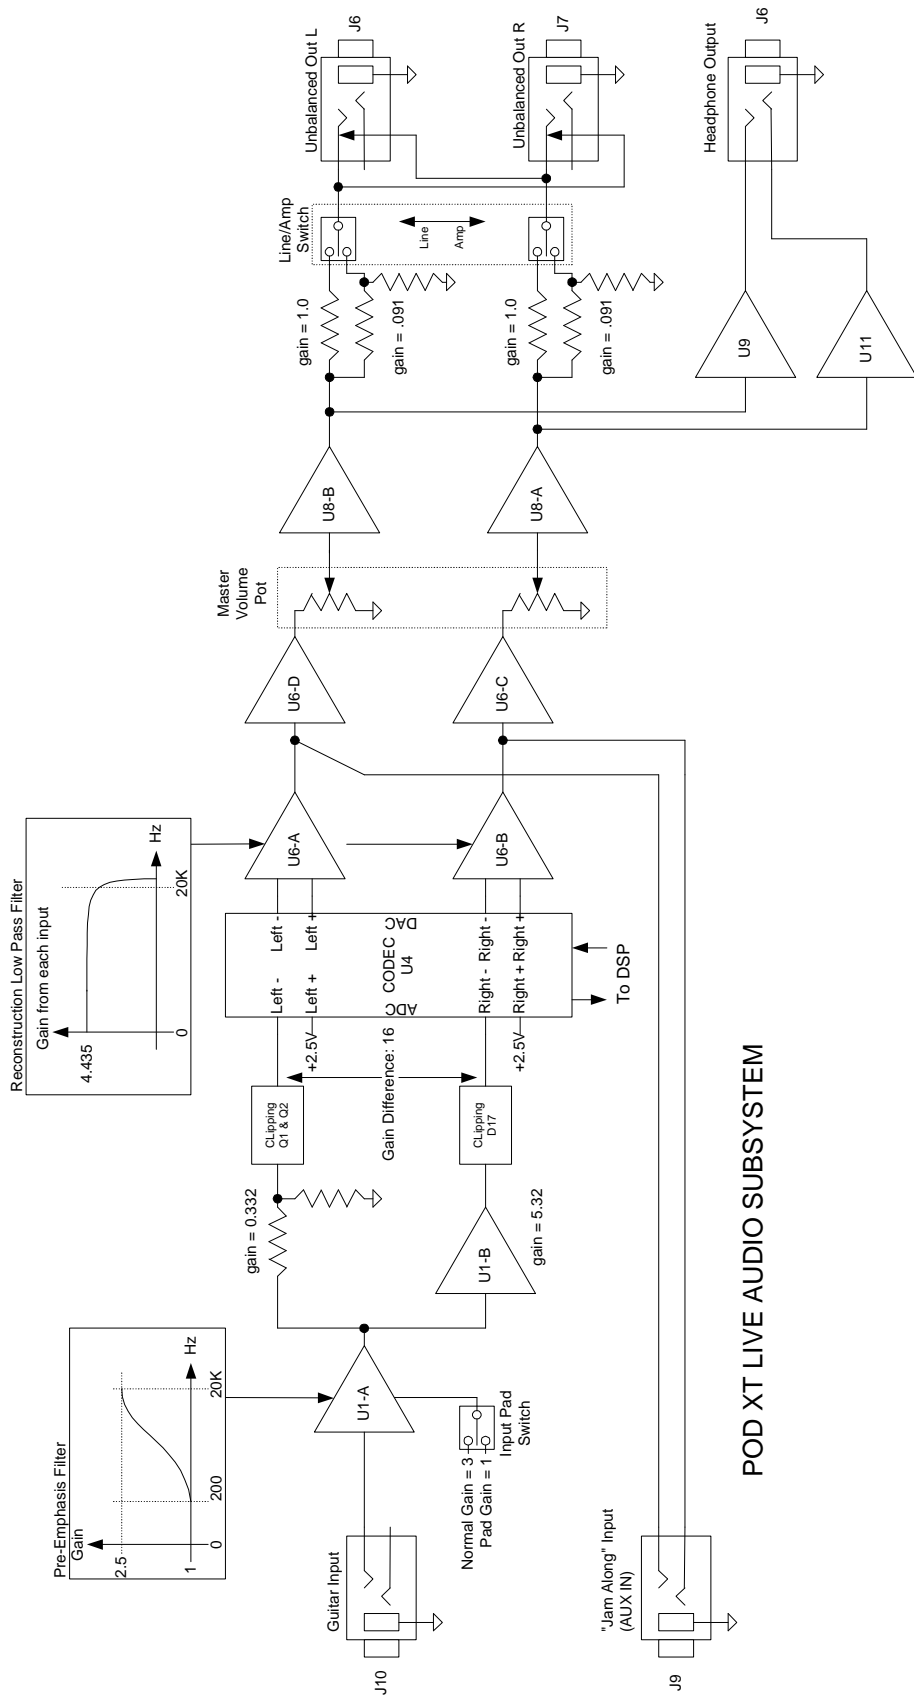 Pre-Emphasis Filter
Gain
2.5
1
0
200
20K
Hz
Guitar Input
J10
U1-A
Normal Gain = 3
Pad Gain = 1
Input Pad
Switch
gain = 0.332
U1-B
gain = 5.32
CLipping
Q1 & Q2
CLipping
D17
Gain Difference: 16
Reconstruction Low Pass Filter
Gain from each input
4.435
0
20K
Hz
Left -
Left -
Left +
Left +
+2.5V
ADC
CODEC
U4
DAC
Right -
Right -
Right +
Right +
+2.5V
To DSP
U6-A
U6-B
U6-D
U6-C
Master
Volume
Pot
U8-B
U8-A
gain = 1.0
gain = .091
gain = 1.0
gain = .091
Line/Amp
Switch
Line
Amp
Unbalanced Out L
J6
Unbalanced Out R
J7
U9
U11
Headphone Output
J6
"Jam Along" Input
(AUX IN)
J9
POD XT LIVE AUDIO SUBSYSTEM